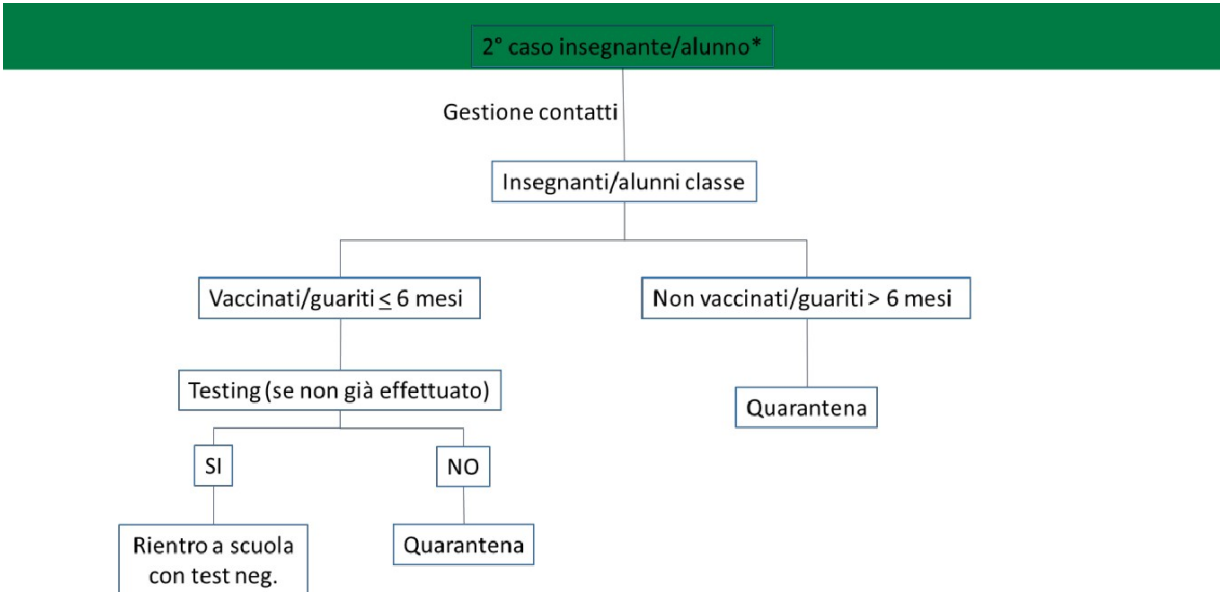 2° caso insegnante/alunno*
Gestione contatti
Insegnanti/alunni classe
Vaccinati/guariti ≤ 6 mesi
Non vaccinati/guariti > 6 mesi
Testing (se non già effettuato)
Quarantena
SI
NO
Rientro a scuola
con test neg.
Quarantena